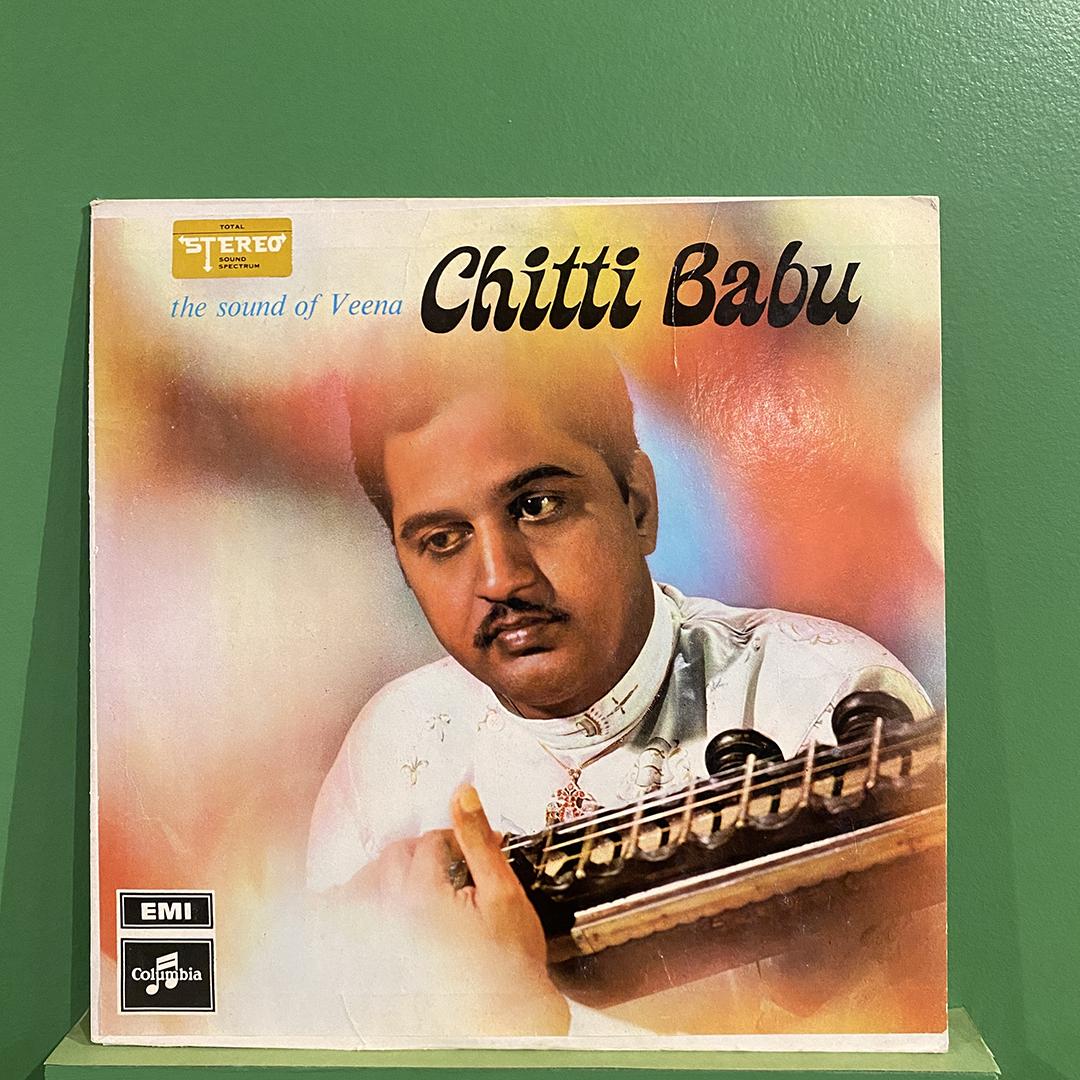 TOTAL
STEREO
SOUND
SPECTRUM
the sound of Veena Chitti Babu
EMI
Columbia